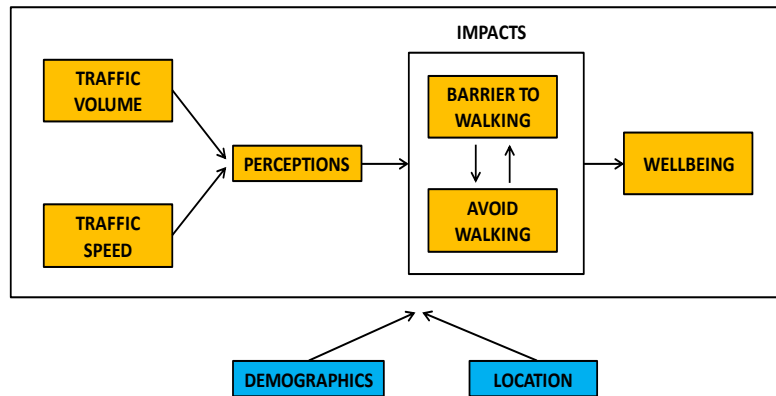 IMPACTS
TRAFFIC
VOLUME
BARRIER TO
WALKING
PERCEPTIONS
WELLBEING
TRAFFIC
SPEED
AVOID
WALKING
DEMOGRAPHICS
LOCATION